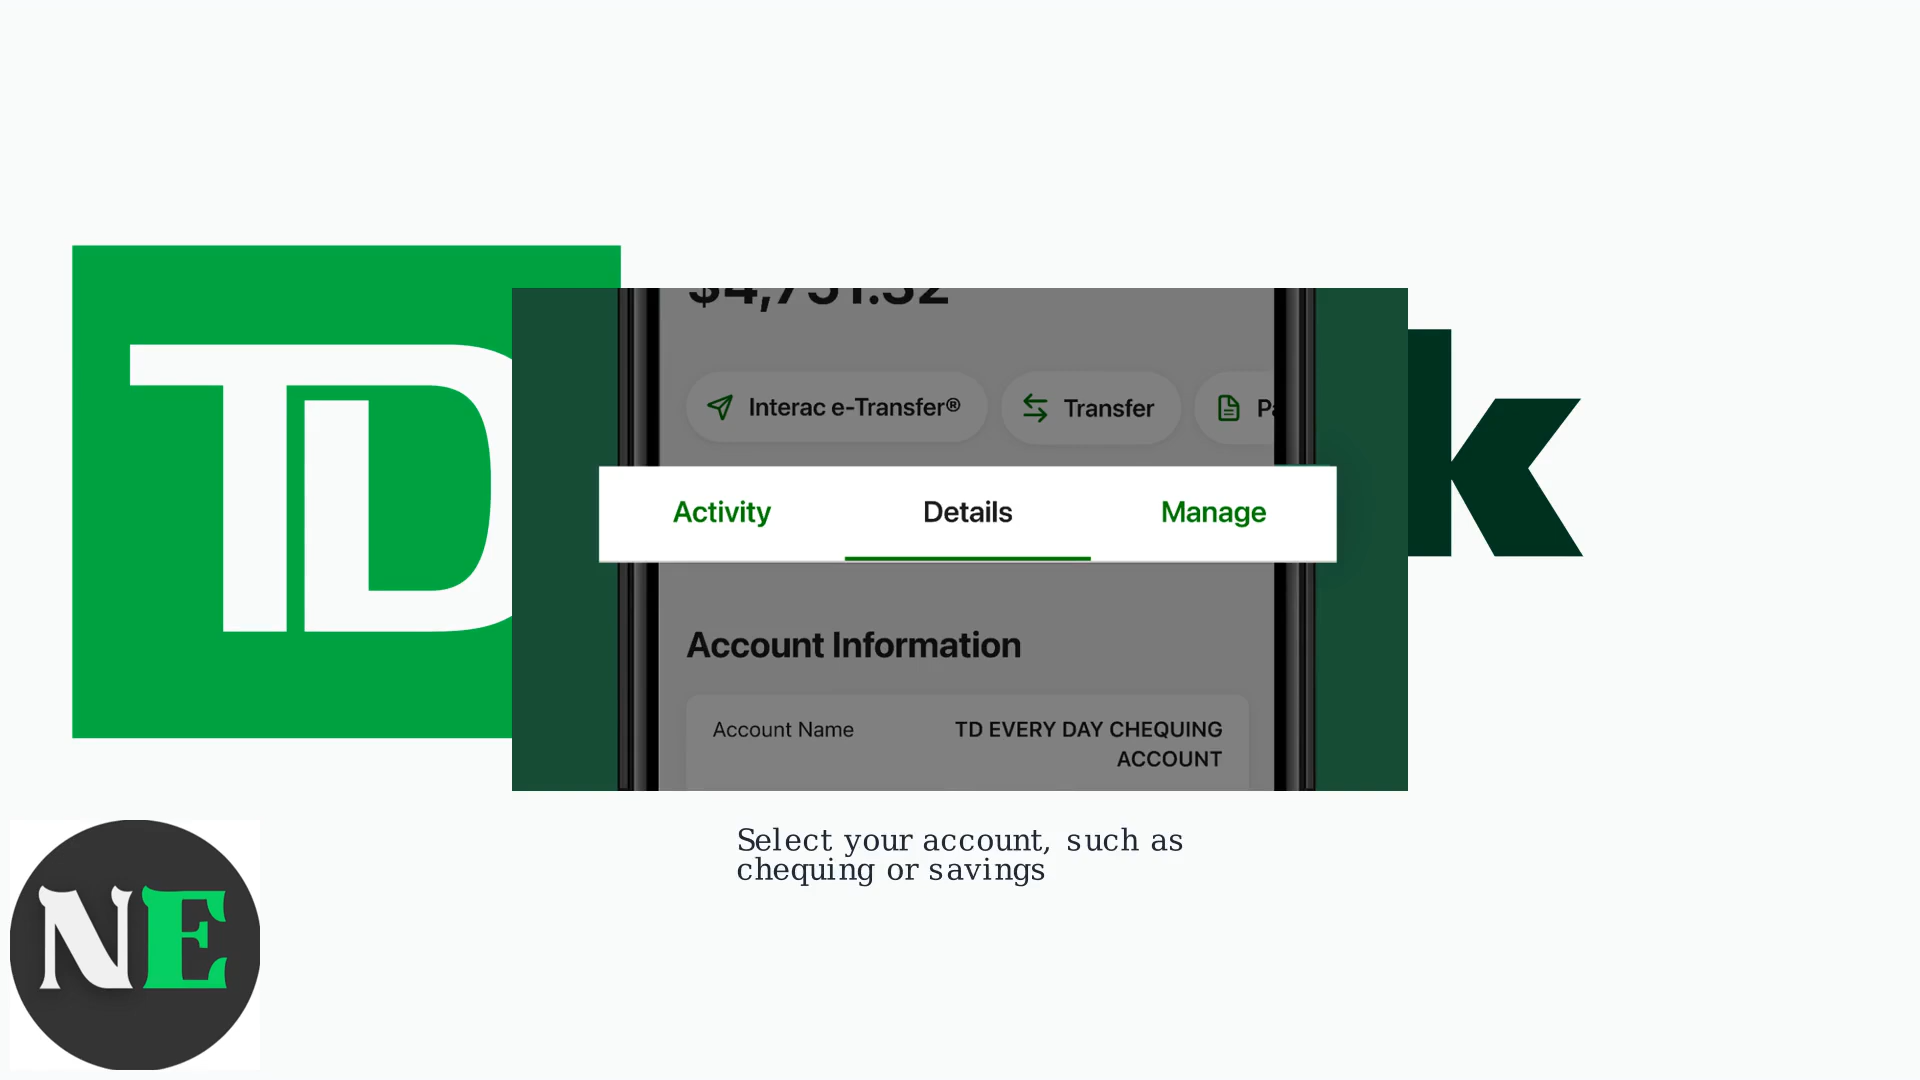 TD
k
Interac e-Transfer®
Transfer
Activity
Details
Manage
Account Information
Account Name
TD EVERY DAY CHEQUING
ACCOUNT
Select your account, such as
chequing or savings
NE